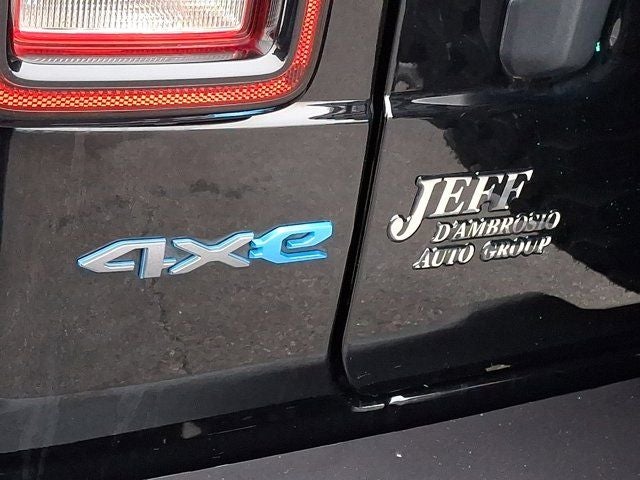 4xe
JEFF
D'AMBROSIO
AUTO GROUP